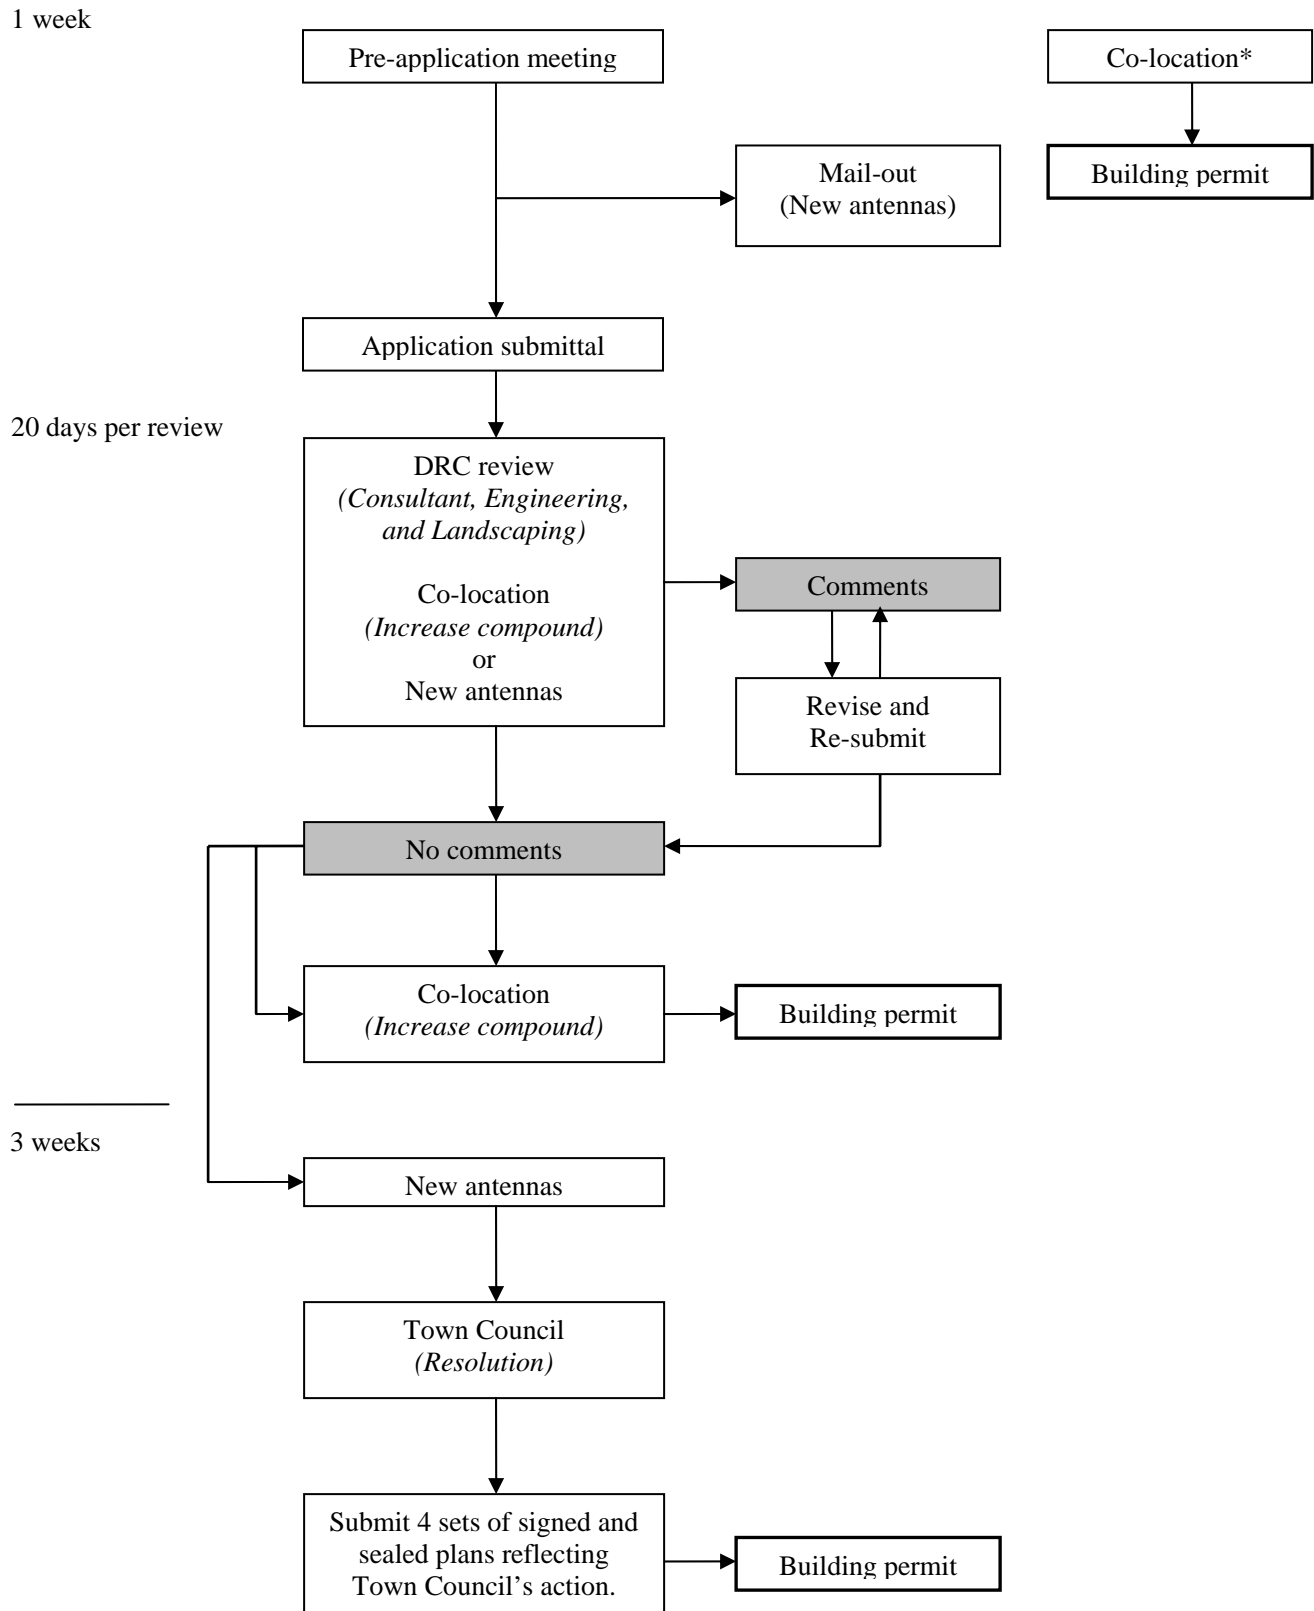 1 week
Pre-application meeting
Co-location*
Mail-out
(New antennas)
Building permit
Application submittal
20 days per review
DRC review
(Consultant, Engineering,
and Landscaping)
Co-location
(Increase compound)
or
New antennas
Comments
Revise and
Re-submit
No comments
Co-location
(Increase compound)
Building permit
3 weeks
New antennas
Town Council
(Resolution)
Submit 4 sets of signed and
sealed plans reflecting
Town Council’s action.
Building permit